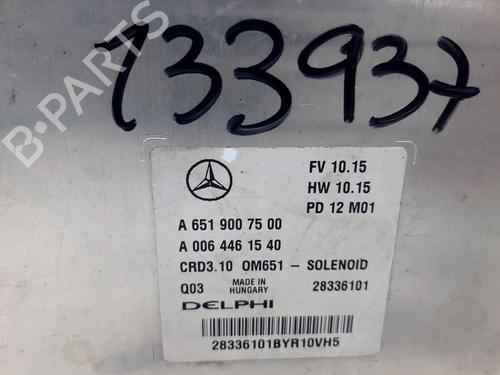 733937
B-PARTS
FV 10.15
HW 10.15
PD 12 M01
A 651 900 75 00
A 006 446 15 40
CRD3.10 OM651 - SOLENOID
Q03 MADE IN HUNGARY 28336101
DELPHI
28336101BYR10VH5